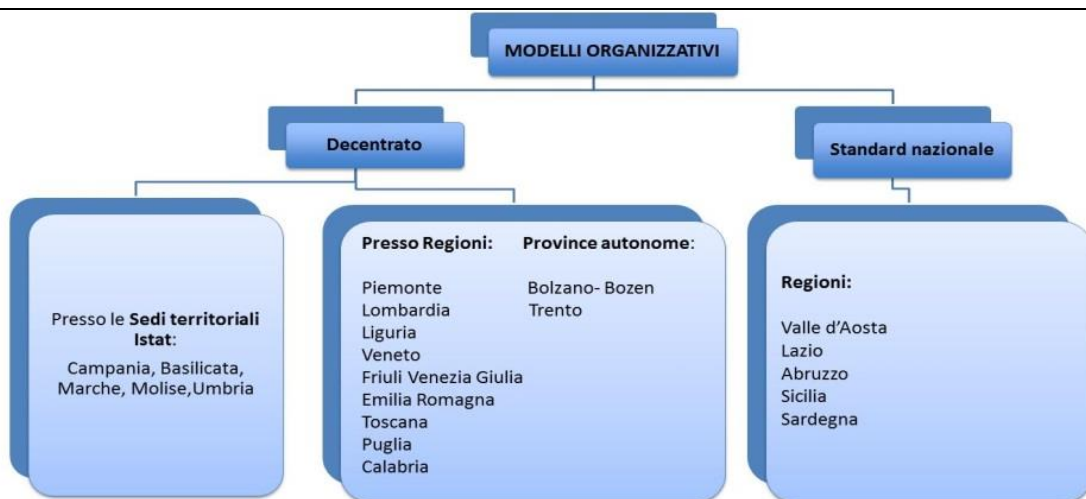 MODELLI ORGANIZZATIVI
Decentrato
Standard nazionale
Presso le Sedi territoriali
Istat:
Campania, Basilicata,
Marche, Molise,Umbria
Presso Regioni:
Piemonte
Lombardia
Liguria
Veneto
Friuli Venezia Giulia
Emilia Romagna
Toscana
Puglia
Calabria
Province autonome:
Bolzano- Bozen
Trento
Regioni:
Valle d’Aosta
Lazio
Abruzzo
Sicilia
Sardegna